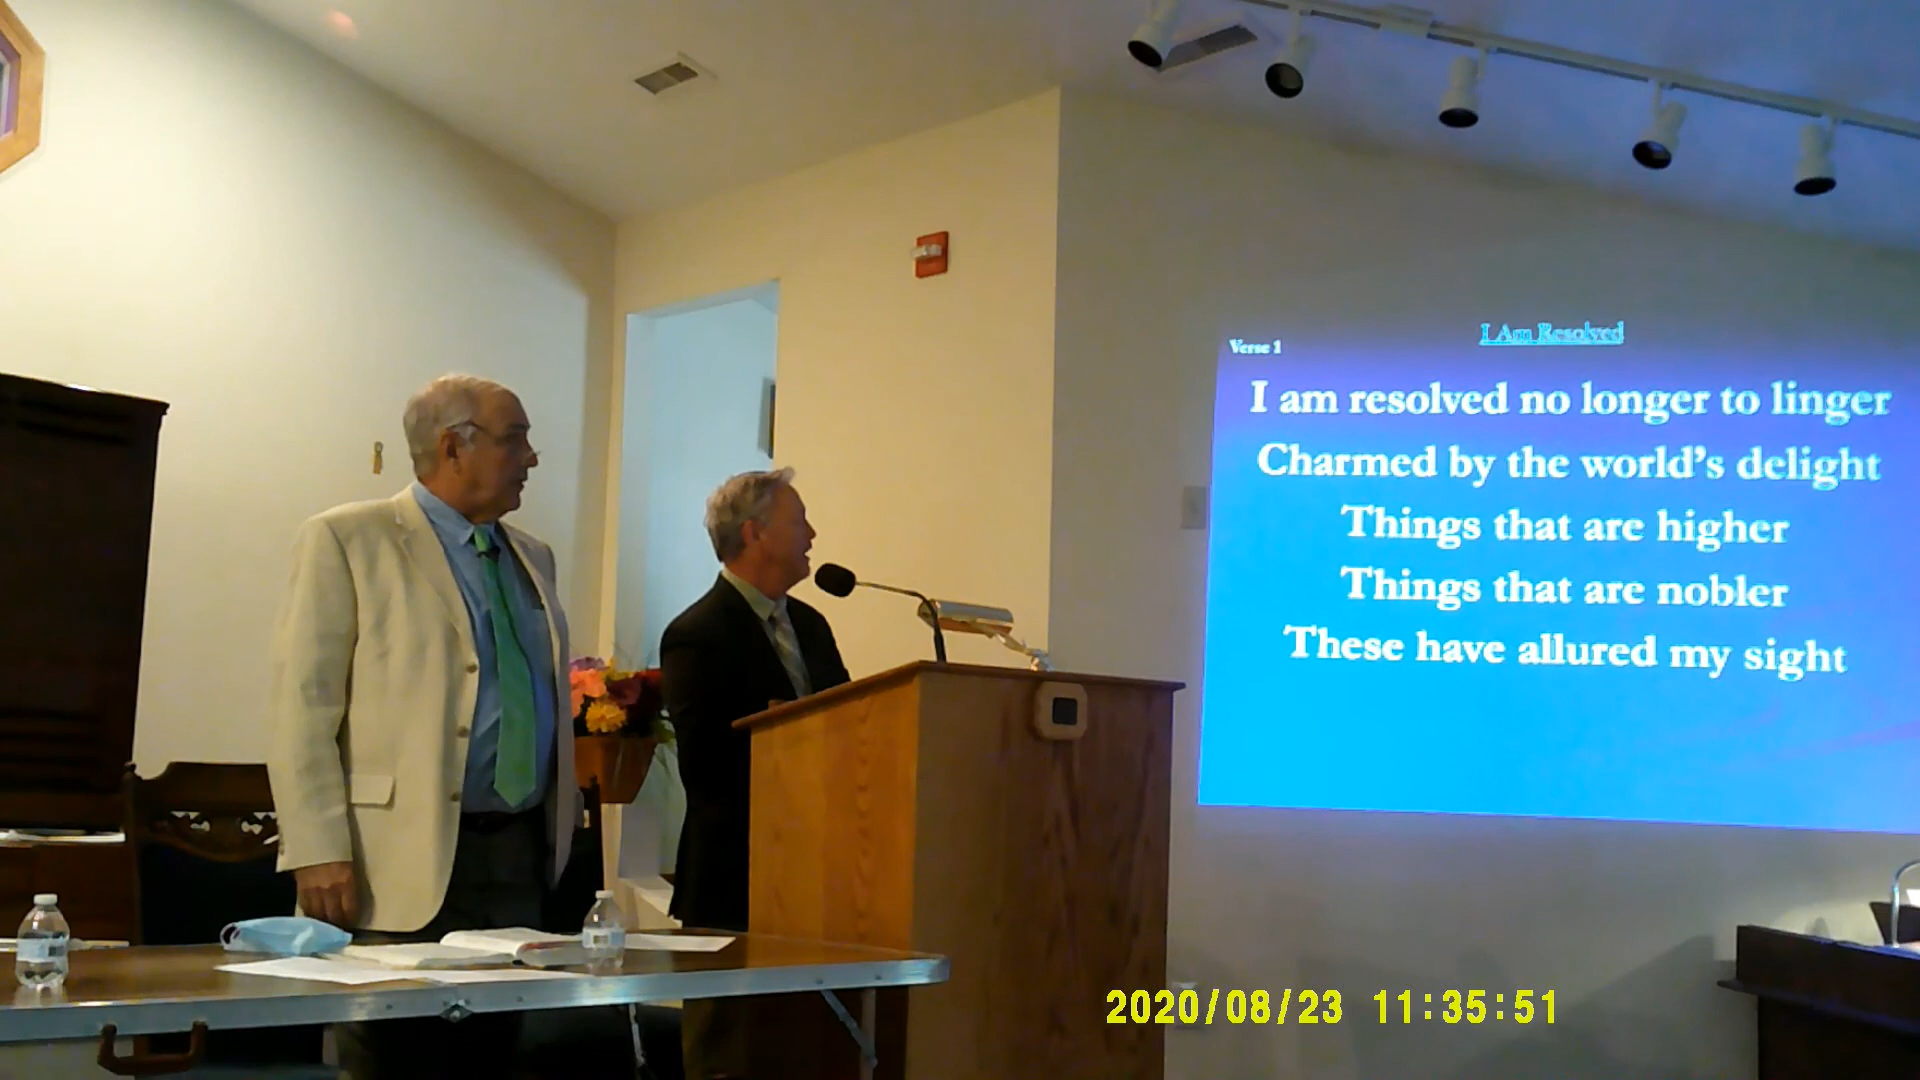 I Am Resolved
Verse 1
I am resolved no longer to linger
Charmed by the world's delight
Things that are higher
Things that are nobler
These have allured my sight
2020/08/23 11:35:51